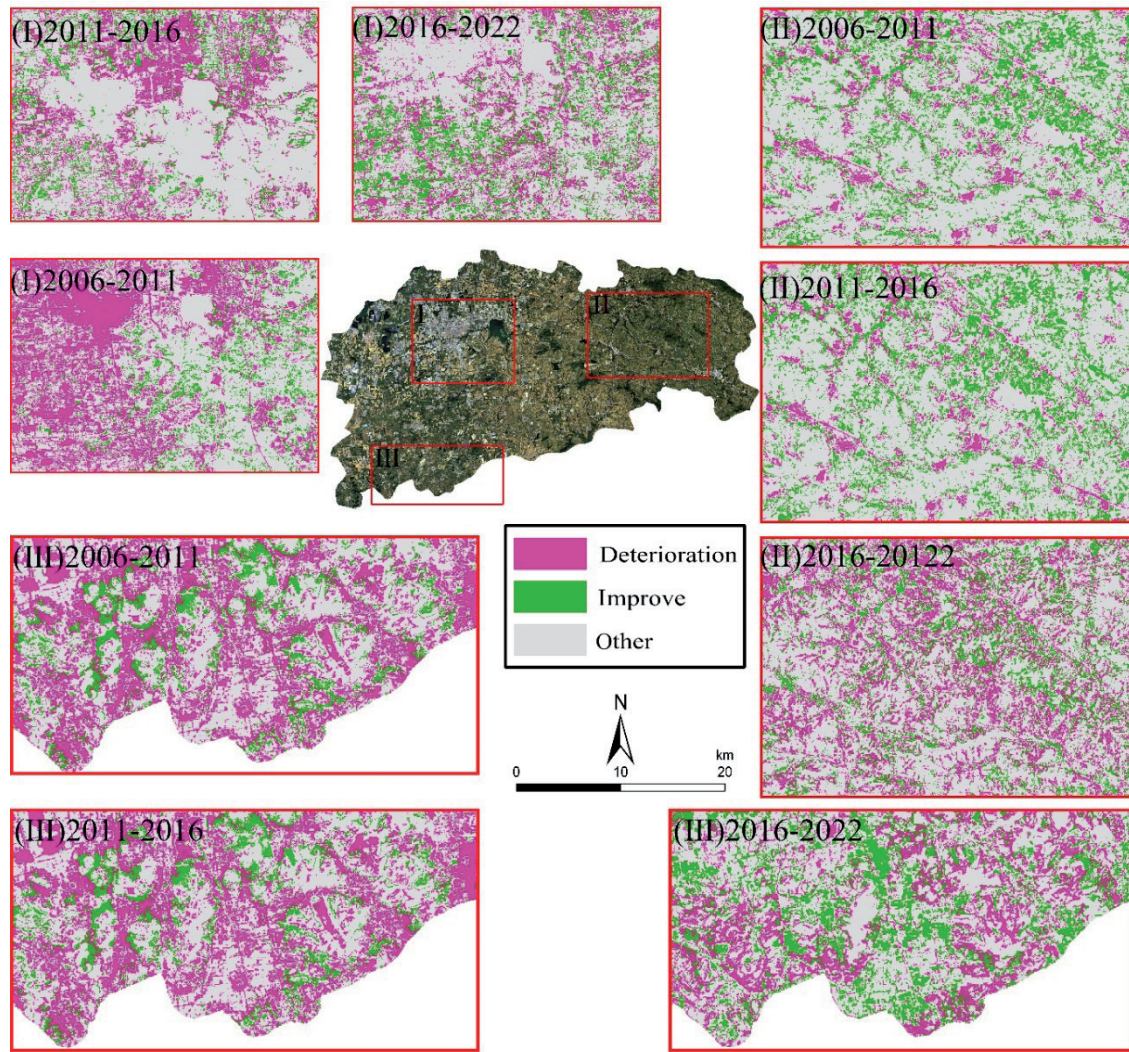 (I)2011-2016
(I)2016-2022
(II)2006-2011
(I)2006-2011
I
II
(II)2011-2016
III
(III)2006-2011
Deterioration
Improve
Other
(II)2016-20122
N
km
0 10 20
(III)2011-2016
(III)2016-2022